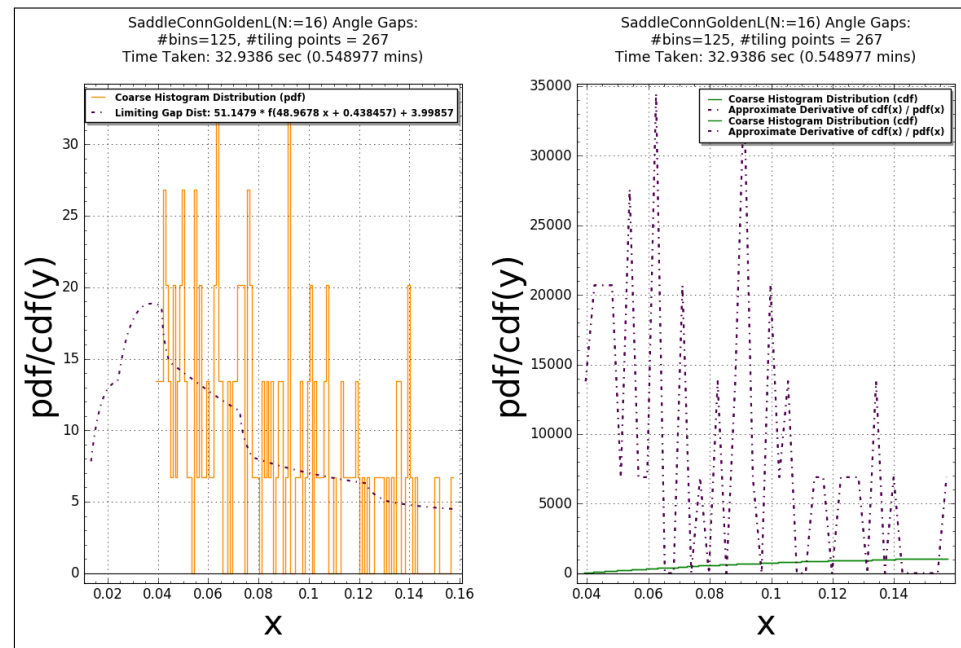 SaddleConnGoldenL(N:=16) Angle Gaps:
#bins=125, #tiling points = 267
Time Taken: 32.9386 sec (0.548977 mins)
Coarse Histogram Distribution (pdf)
Limiting Gap Dist: 51.1479 * f(48.9678 x + 0.438457) + 3.99857
pdf/cdf(y)
30
25
20
15
10
5
0
0.02 0.04 0.06 0.08 0.1 0.12 0.14 0.16
x
SaddleConnGoldenL(N:=16) Angle Gaps:
#bins=125, #tiling points = 267
Time Taken: 32.9386 sec (0.548977 mins)
Coarse Histogram Distribution (cdf)
Approximate Derivative of cdf(x) / pdf(x)
Coarse Histogram Distribution (cdf)
Approximate Derivative of cdf(x) / pdf(x)
pdf/cdf(y)
35000
30000
25000
20000
15000
10000
5000
0
0.04 0.06 0.08 0.1 0.12 0.14
x